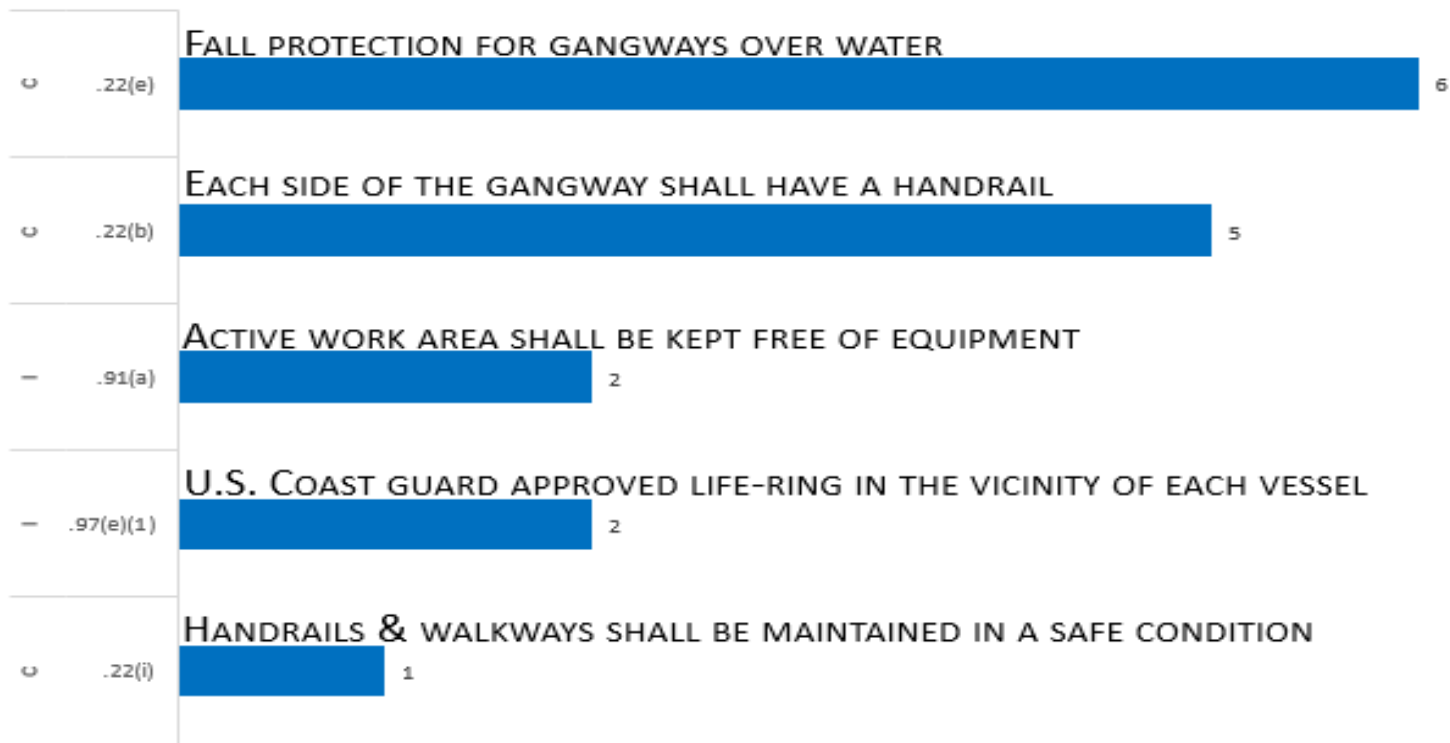 FALL PROTECTION FOR GANGWAYS OVER WATER
C .22(e) 6
EACH SIDE OF THE GANGWAY SHALL HAVE A HANDRAIL
C .22(b) 5
ACTIVE WORK AREA SHALL BE KEPT FREE OF EQUIPMENT
I .91(a) 2
U.S. COAST GUARD APPROVED LIFE-RING IN THE VICINITY OF EACH VESSEL
I .97(e)(1) 2
HANDRAILS & WALKWAYS SHALL BE MAINTAINED IN A SAFE CONDITION
C .22(i) 1